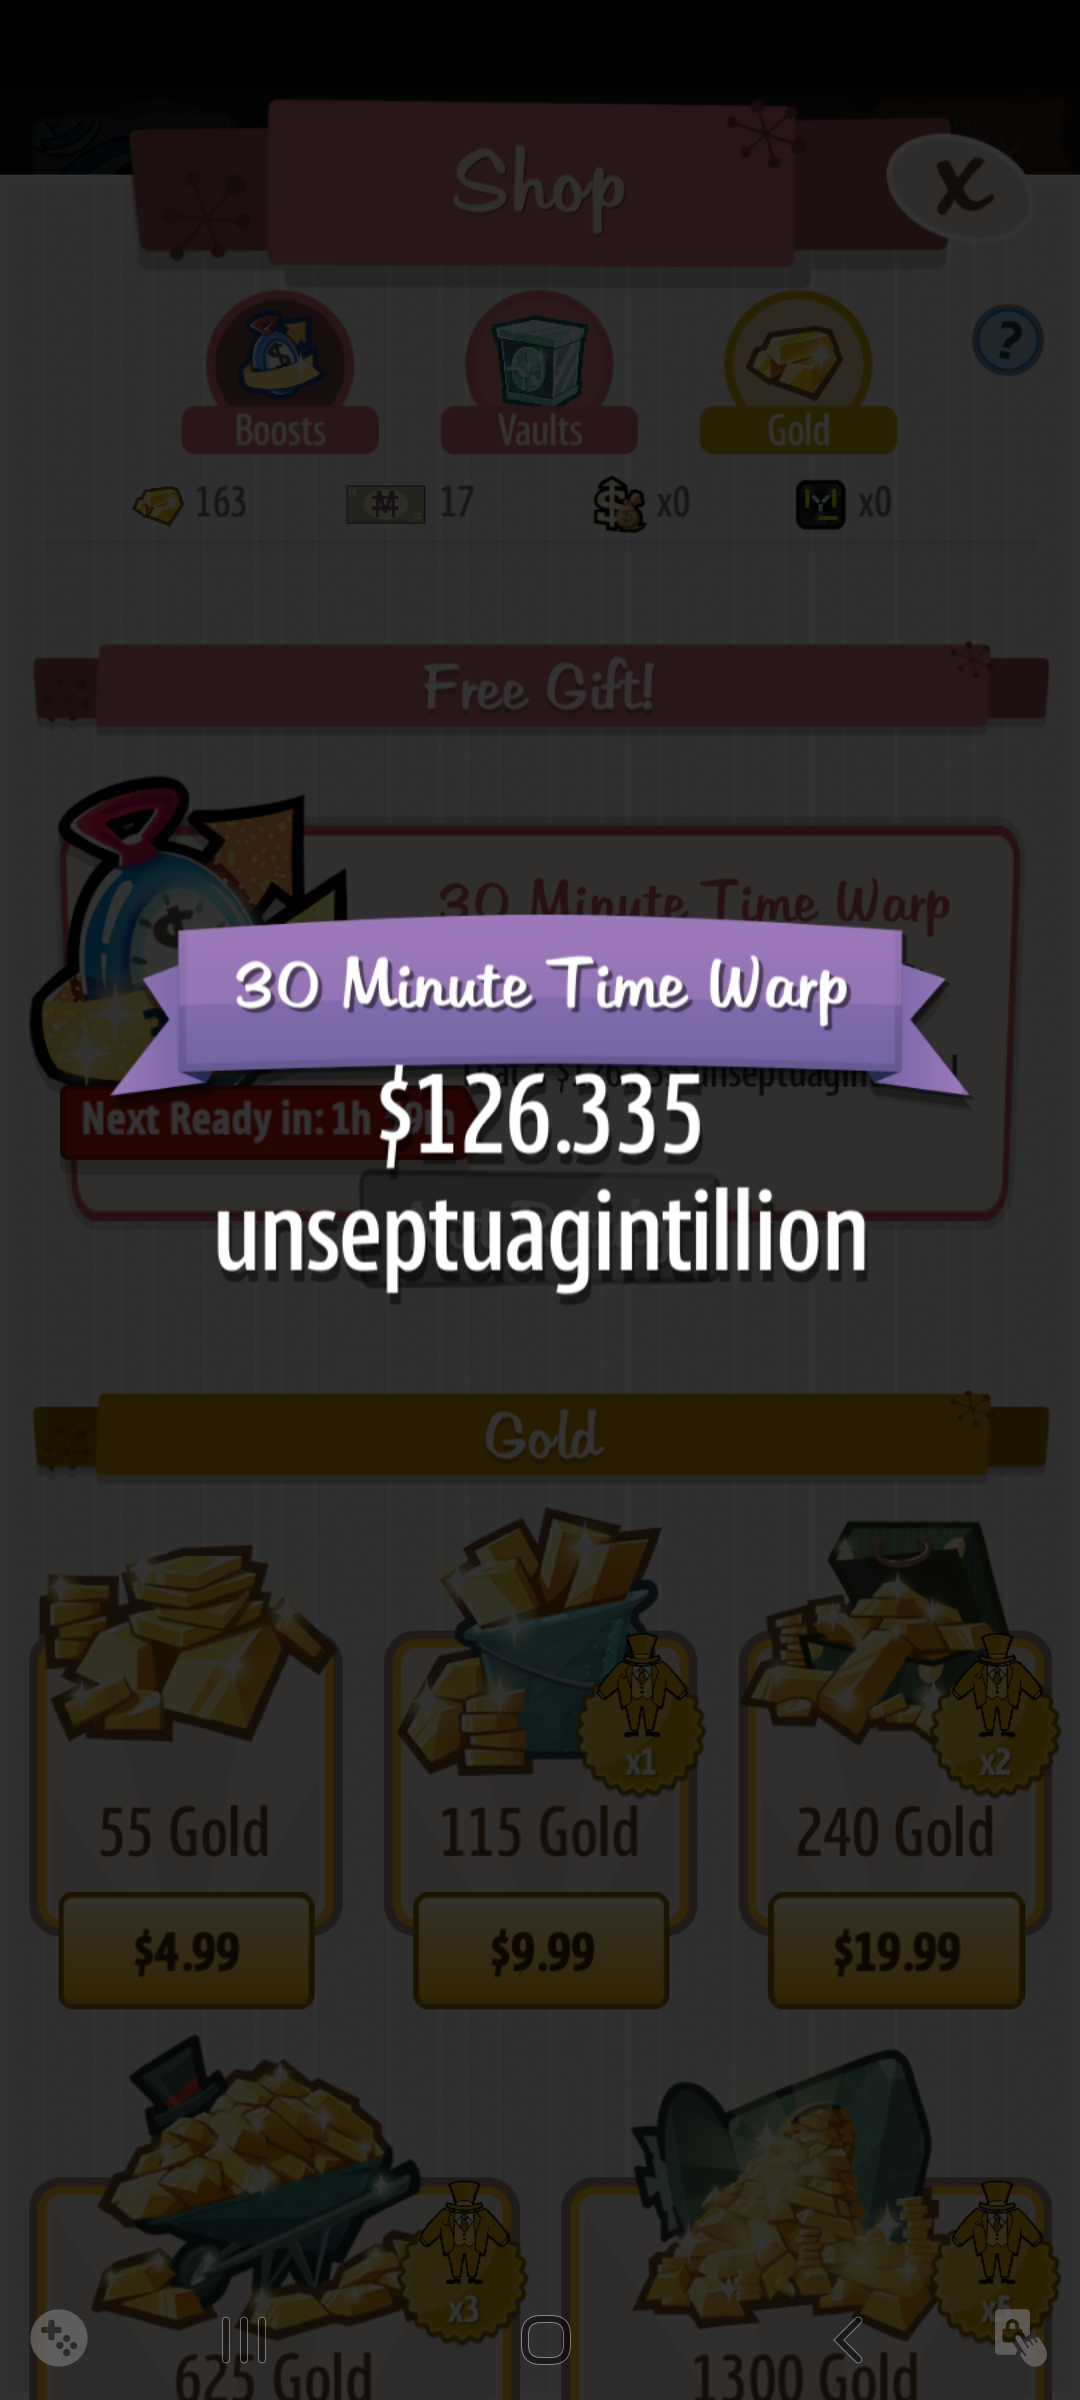 Shop
X
?
Boosts
Vaults
Gold
163
17
x0
x0
Free Gift!
30 Minute Time Warp
30 Minute Time Warp
$126.335
Next Ready in: 1h
unseptuagintillion
Gold
x1
x2
55 Gold
115 Gold
240 Gold
$4.99
$9.99
$19.99
x3
x5
625 Gold
1300 Gold